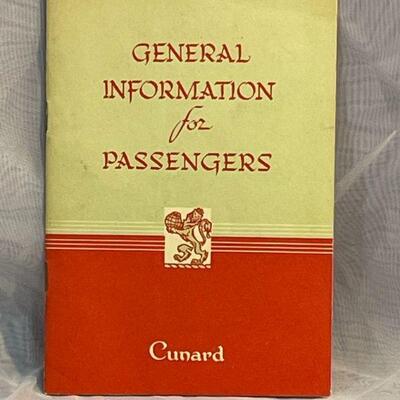 GENERAL
INFORMATION
for
PASSENGERS
Cunard